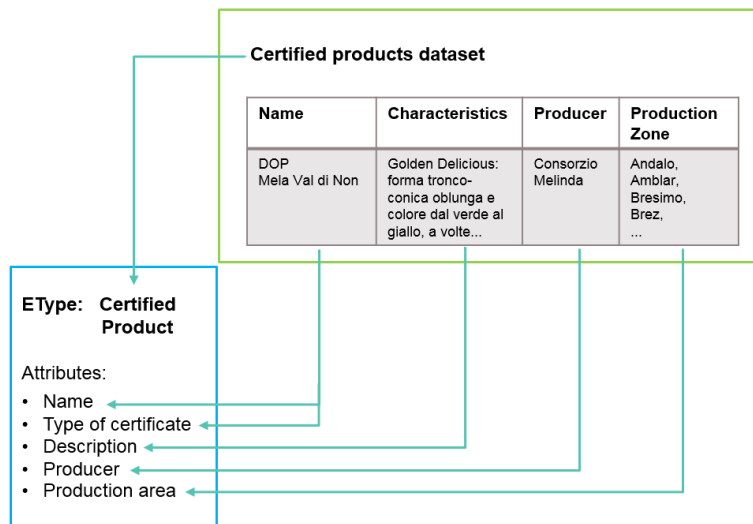 Certified products dataset
Name
Characteristics
Producer
Production
Zone
DOP
Mela Val di Non
Golden Delicious:
forma tronco-
conica oblunga e
colore dal verde al
giallo, a volte...
Consorzio
Melinda
Andalo,
Amblar,
Bresimo,
Brez,
...
EType: Certified
Product
Attributes:
• Name
• Type of certificate
• Description
• Producer
• Production area